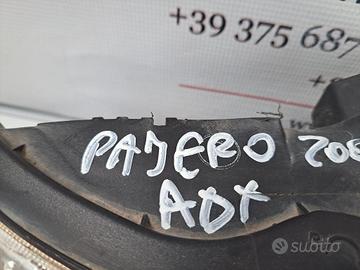 +39 375 687
PAJERO 200
ADX
subito